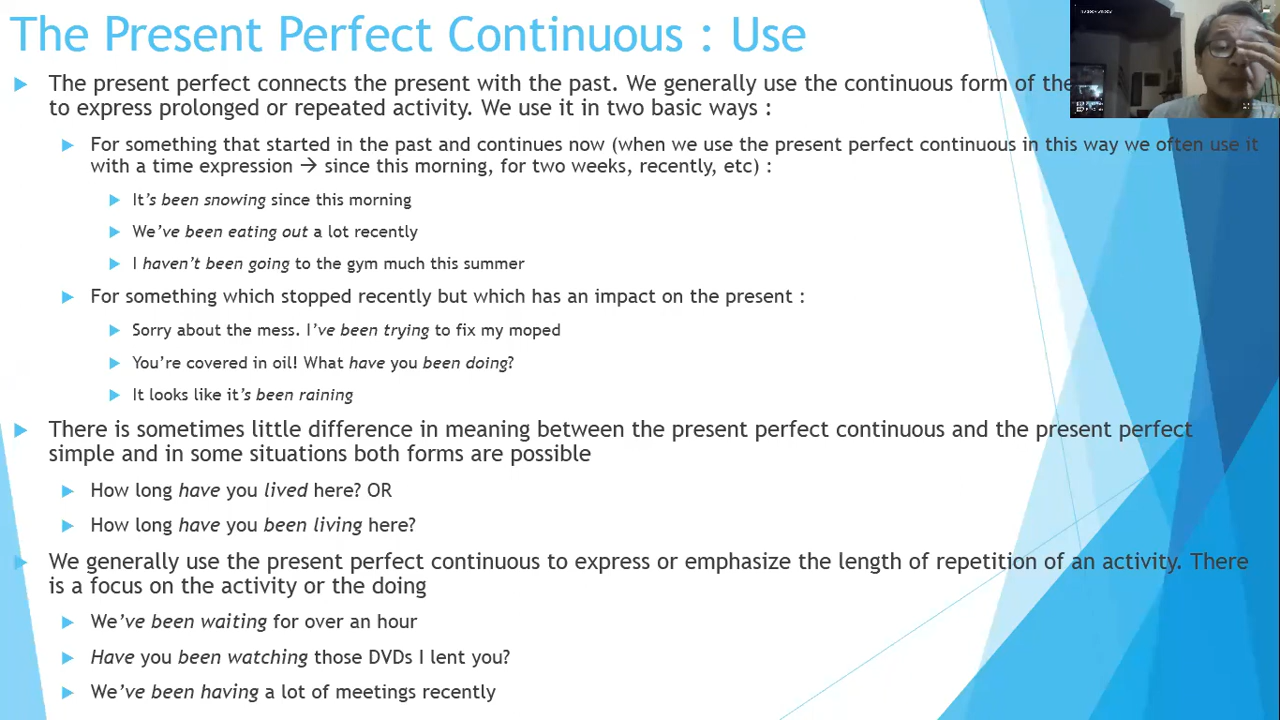 The Present Perfect Continuous : Use
The present perfect connects the present with the past. We generally use the continuous form of the
to express prolonged or repeated activity. We use it in two basic ways :
For something that started in the past and continues now (when we use the present perfect continuous in this way we often use it
with a time expression → since this morning, for two weeks, recently, etc) :
It's been snowing since this morning
We've been eating out a lot recently
I haven't been going to the gym much this summer
For something which stopped recently but which has an impact on the present :
Sorry about the mess. I've been trying to fix my moped
You're covered in oil! What have you been doing?
It looks like it's been raining
There is sometimes little difference in meaning between the present perfect continuous and the present perfect
simple and in some situations both forms are possible
How long have you lived here? OR
How long have you been living here?
We generally use the present perfect continuous to express or emphasize the length of repetition of an activity. There
is a focus on the activity or the doing
We've been waiting for over an hour
Have you been watching those DVDs I lent you?
We've been having a lot of meetings recently